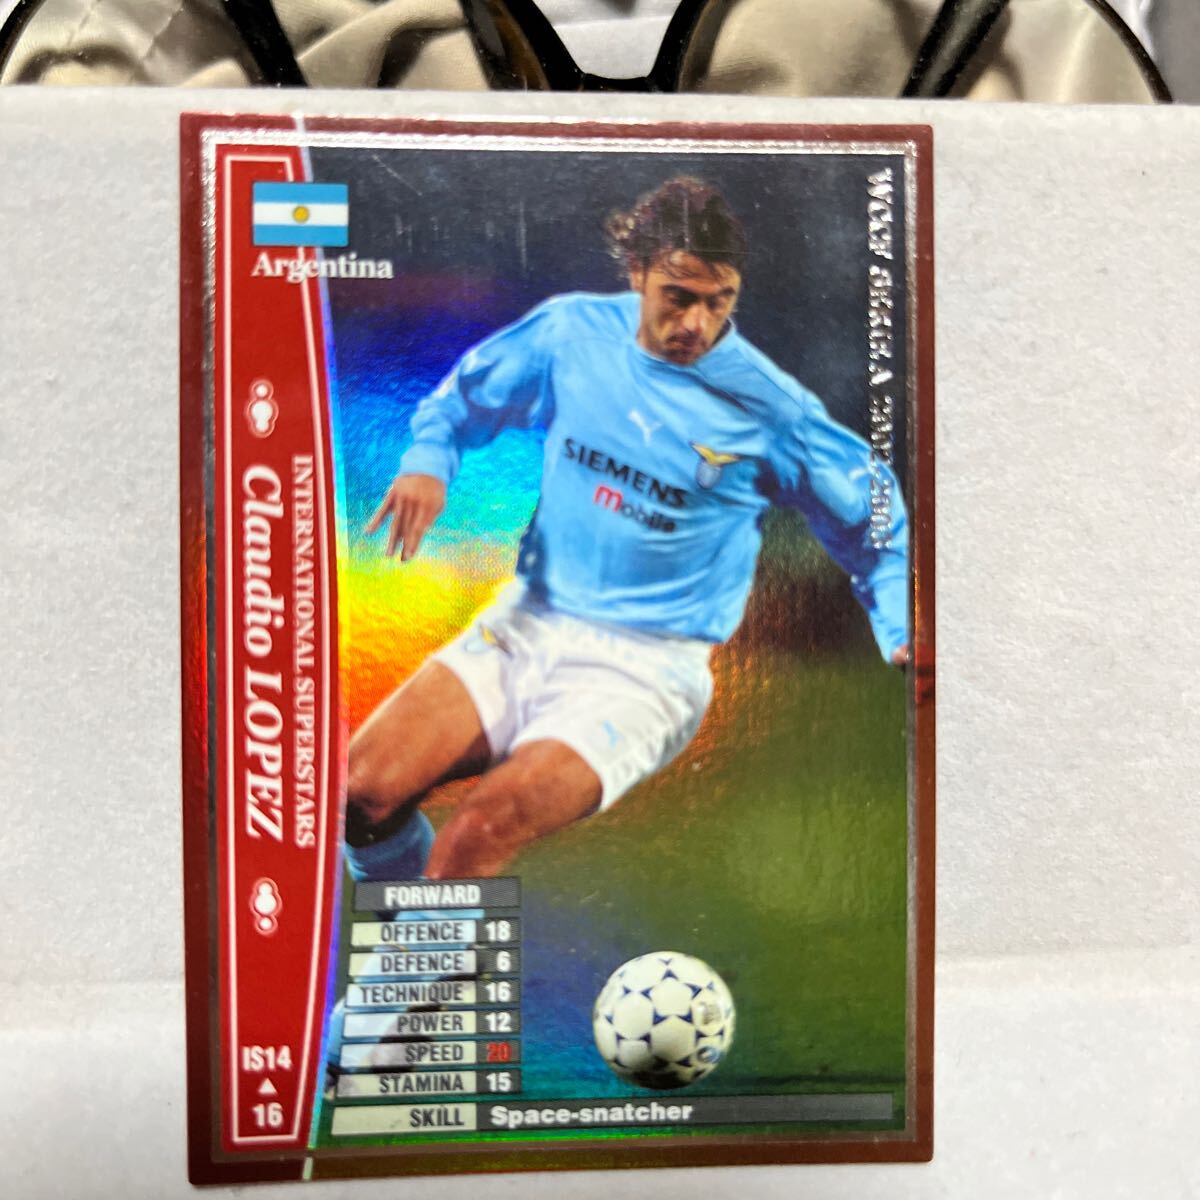 Argentina
INTERNATIONAL SUPERSTARS
Claudio LOPEZ
IS14
16
WCCF SERIE A 2002-2003
SIEMENS
mobile
FORWARD
OFFENCE 18
DEFENCE 6
TECHNIQUE 16
POWER 12
SPEED 20
STAMINA 15
SKILL Space-snatcher